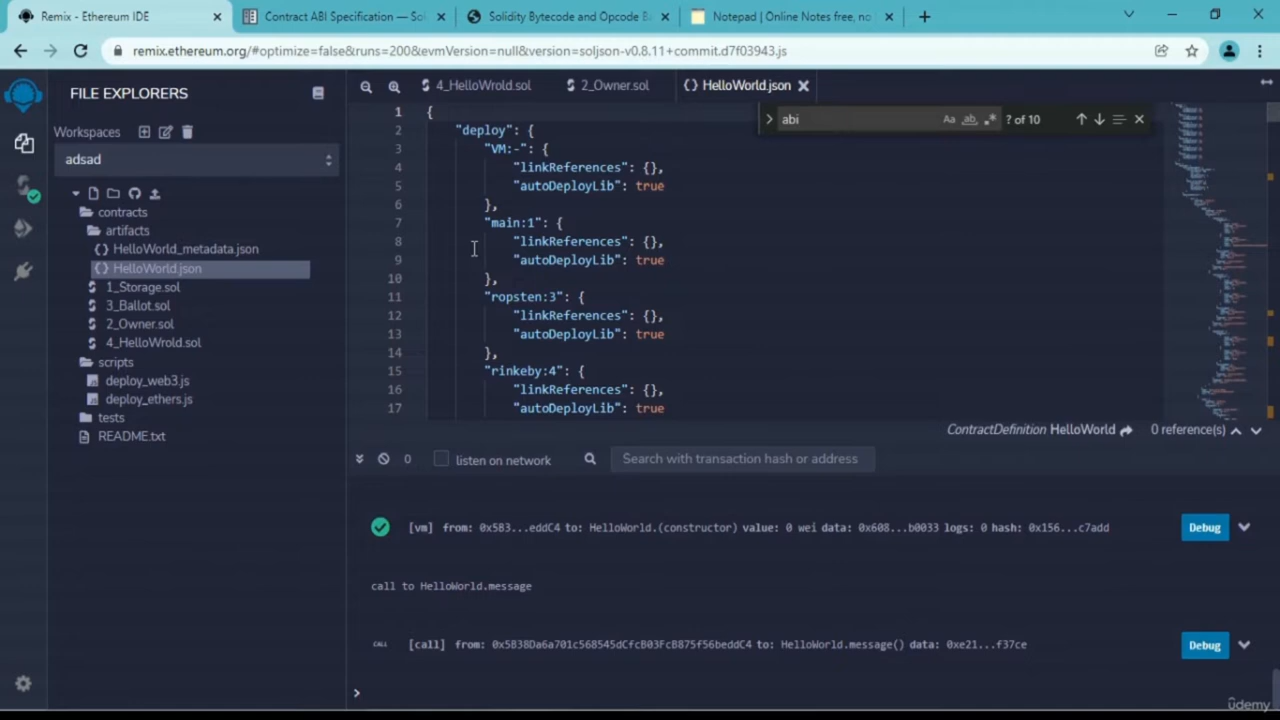 Remix - Ethereum IDE
Contract ABI Specification — Sol
Solidity Bytecode and Opcode B
Notepad | Online Notes free, no
remix.ethereum.org/#optimize=false&runs=200&evmVersion=null&version=soljson-v0.8.11+commit.d7f03943.js
FILE EXPLORERS
Workspaces
adsad
contracts
artifacts
{} HelloWorld_metadata.json
{} HelloWorld.json
1_Storage.sol
3_Ballot.sol
2_Owner.sol
4_HelloWrold.sol
scripts
deploy_web3.js
deploy_ethers.js
tests
README.txt
4_HelloWrold.sol
2_Owner.sol
{} HelloWorld.json
abi
Aa
ab
? of 10
1 {
2 "deploy": {
3 "VM:-": {
4 "linkReferences": {},
5 "autoDeployLib": true
6 },
7 "main:1": {
8 "linkReferences": {},
9 "autoDeployLib": true
10 },
11 "ropsten:3": {
12 "linkReferences": {},
13 "autoDeployLib": true
14 },
15 "rinkeby:4": {
16 "linkReferences": {},
17 "autoDeployLib": true
ContractDefinition HelloWorld 0 reference(s)
0 listen on network Search with transaction hash or address
[vm] from: 0x5B3...eddC4 to: HelloWorld.(constructor) value: 0 wei data: 0x608...b0033 logs: 0 hash: 0x156...c7add
Debug
call to HelloWorld.message
CALL [call] from: 0x5B38Da6a701c568545dCfcB03FcB875f56beddC4 to: HelloWorld.message() data: 0xe21...f37ce
Debug
>
ûdemy